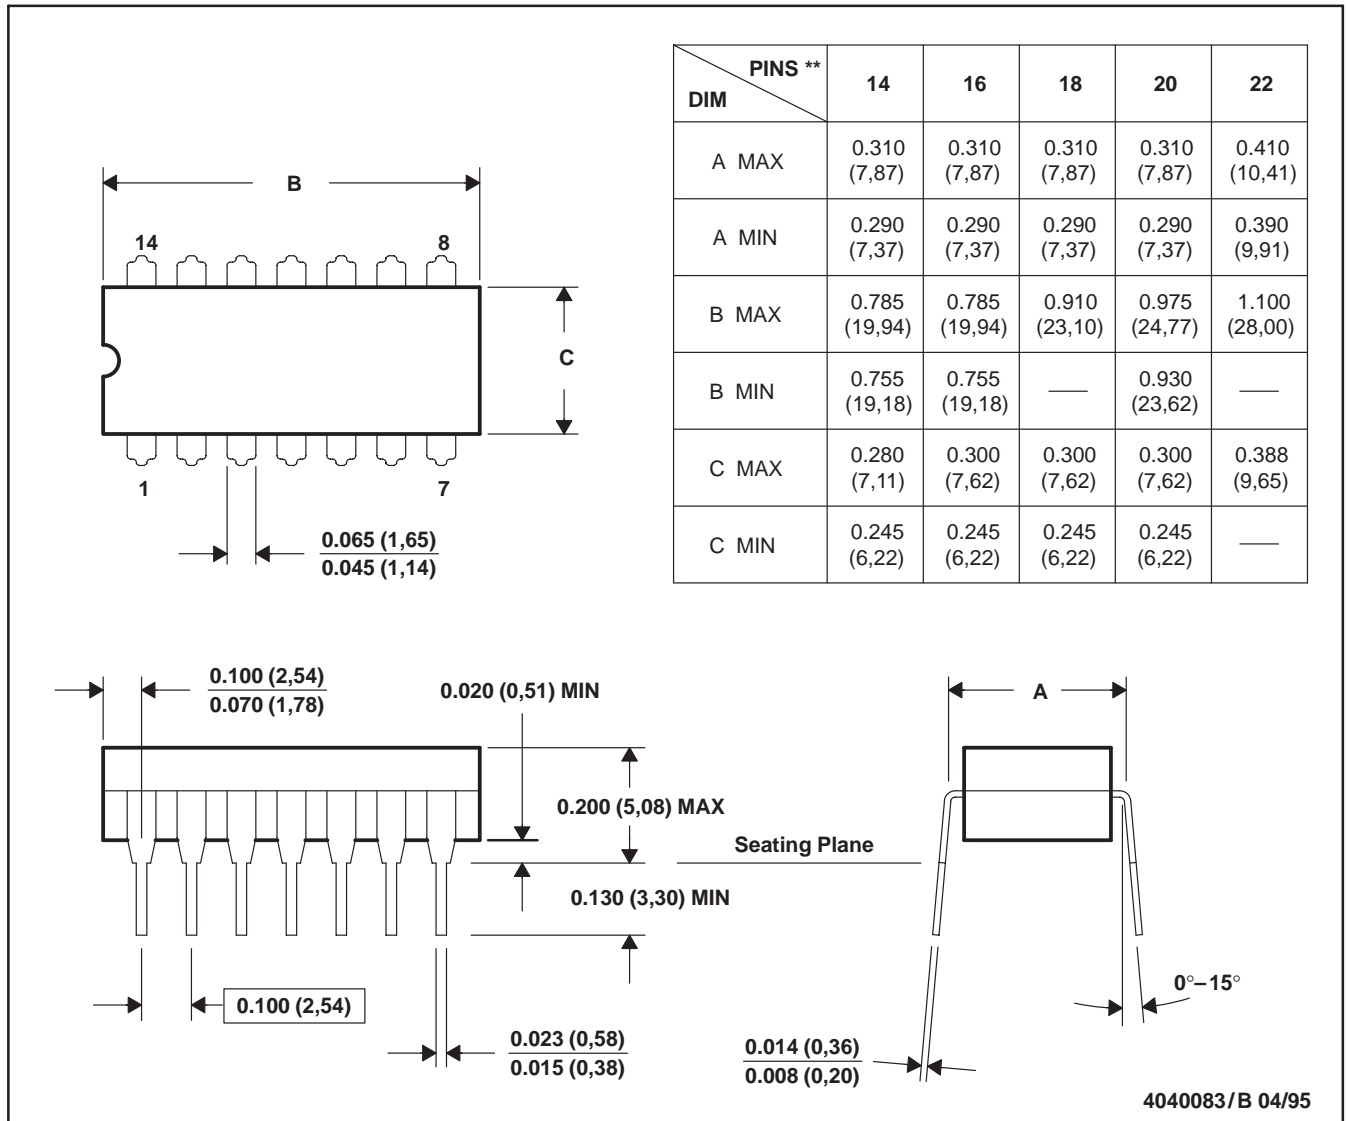 PINS **
DIM
14 16 18 20 22
A MAX
0.310 0.310 0.310 0.310 0.410
(7,87) (7,87) (7,87) (7,87) (10,41)
A MIN
0.290 0.290 0.290 0.290 0.390
(7,37) (7,37) (7,37) (7,37) (9,91)
B MAX
0.785 0.785 0.910 0.975 1.100
(19,94) (19,94) (23,10) (24,77) (28,00)
B MIN
0.755 0.755 — 0.930 —
(19,18) (19,18) (23,62)
C MAX
0.280 0.300 0.300 0.300 0.388
(7,11) (7,62) (7,62) (7,62) (9,65)
C MIN
0.245 0.245 0.245 0.245 —
(6,22) (6,22) (6,22) (6,22)
B
14 8
C
1 7
0.065 (1,65)
0.045 (1,14)
0.100 (2,54)
0.070 (1,78)
0.020 (0,51) MIN
0.200 (5,08) MAX
Seating Plane
0.130 (3,30) MIN
0.100 (2,54)
0.023 (0,58)
0.015 (0,38)
A
0°–15°
0.014 (0,36)
0.008 (0,20)
4040083/B 04/95